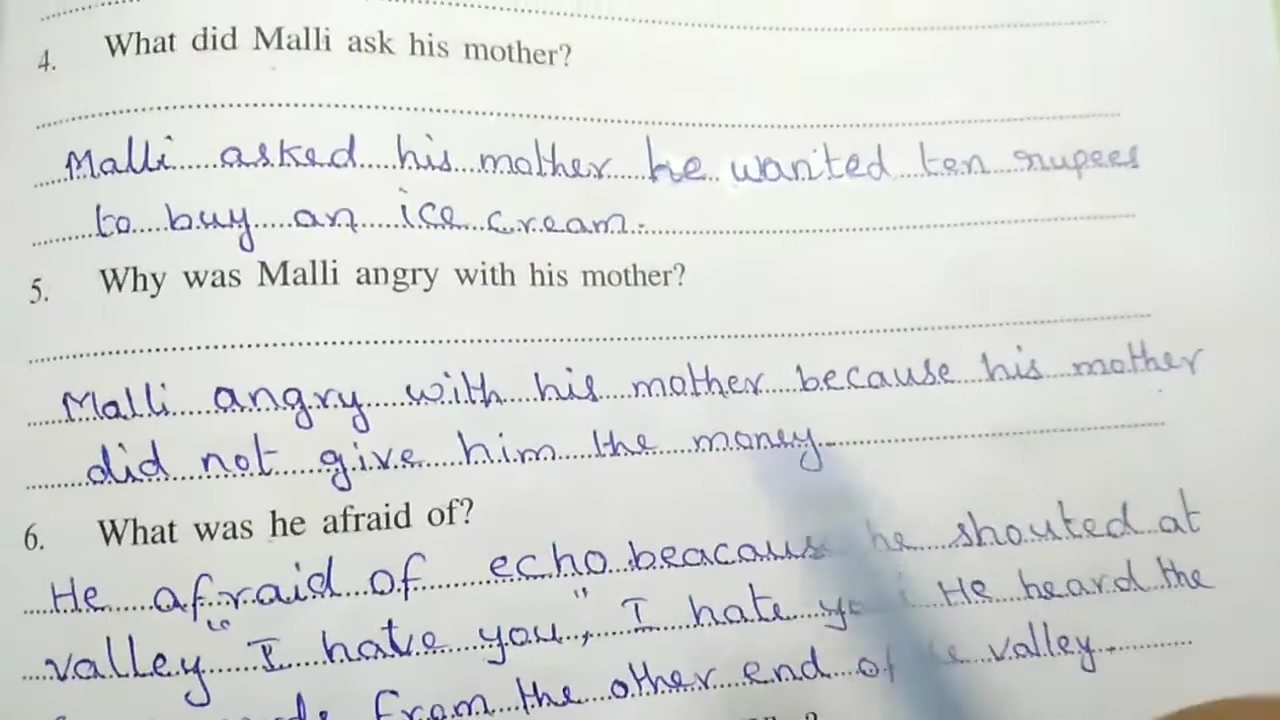 4. What did Malli ask his mother?
Malli asked his mother he wanted ten rupees
to buy an ice cream.
5. Why was Malli angry with his mother?
Malli angry with his mother because his mother
did not give him the money
6. What was he afraid of?
He afraid of echo beacause he shouted at
valley "I have you", I hate He heard the
from the other end of valley